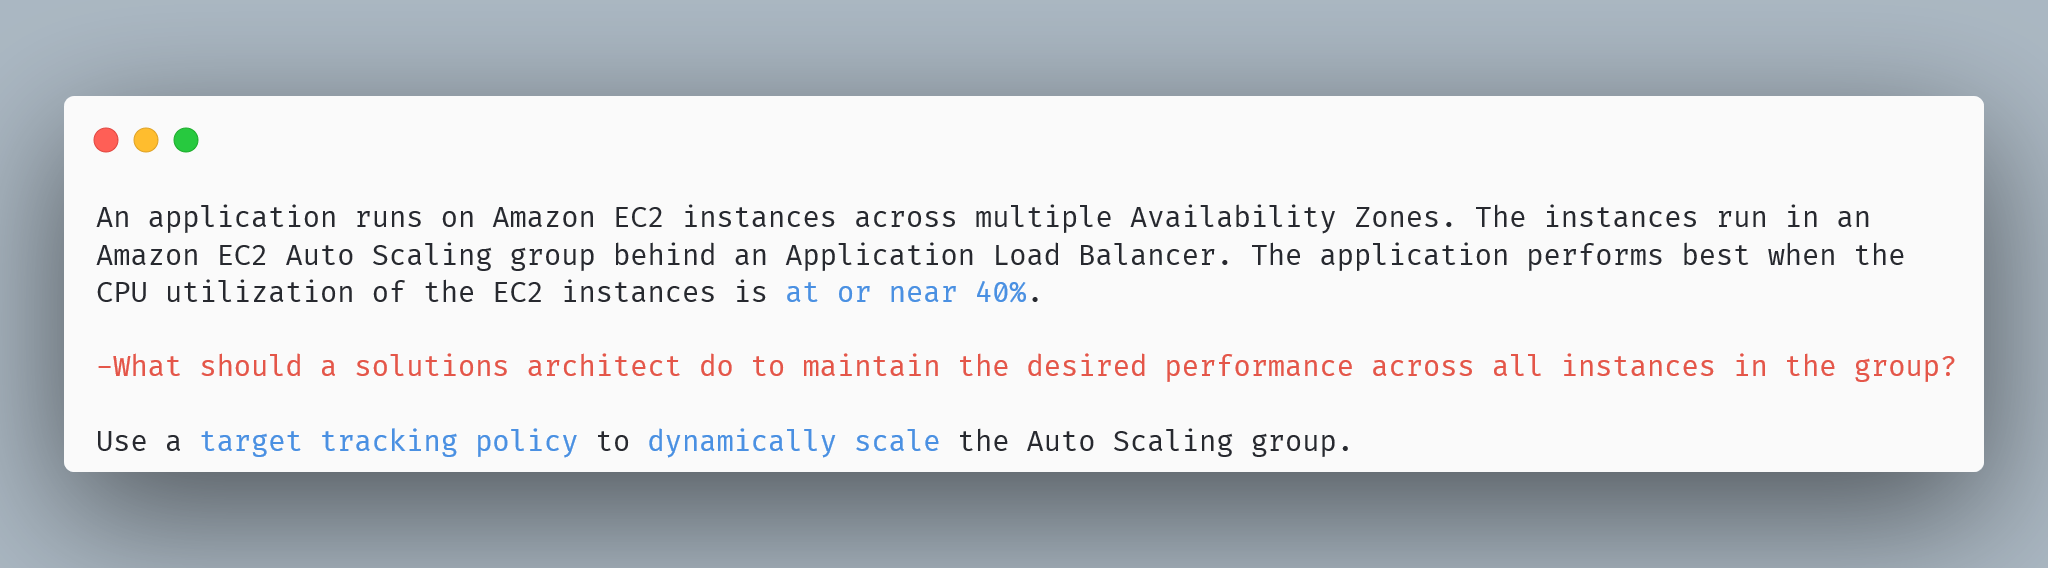 An application runs on Amazon EC2 instances across multiple Availability Zones. The instances run in an
Amazon EC2 Auto Scaling group behind an Application Load Balancer. The application performs best when the
CPU utilization of the EC2 instances is at or near 40%.
-What should a solutions architect do to maintain the desired performance across all instances in the group?
Use a target tracking policy to dynamically scale the Auto Scaling group.